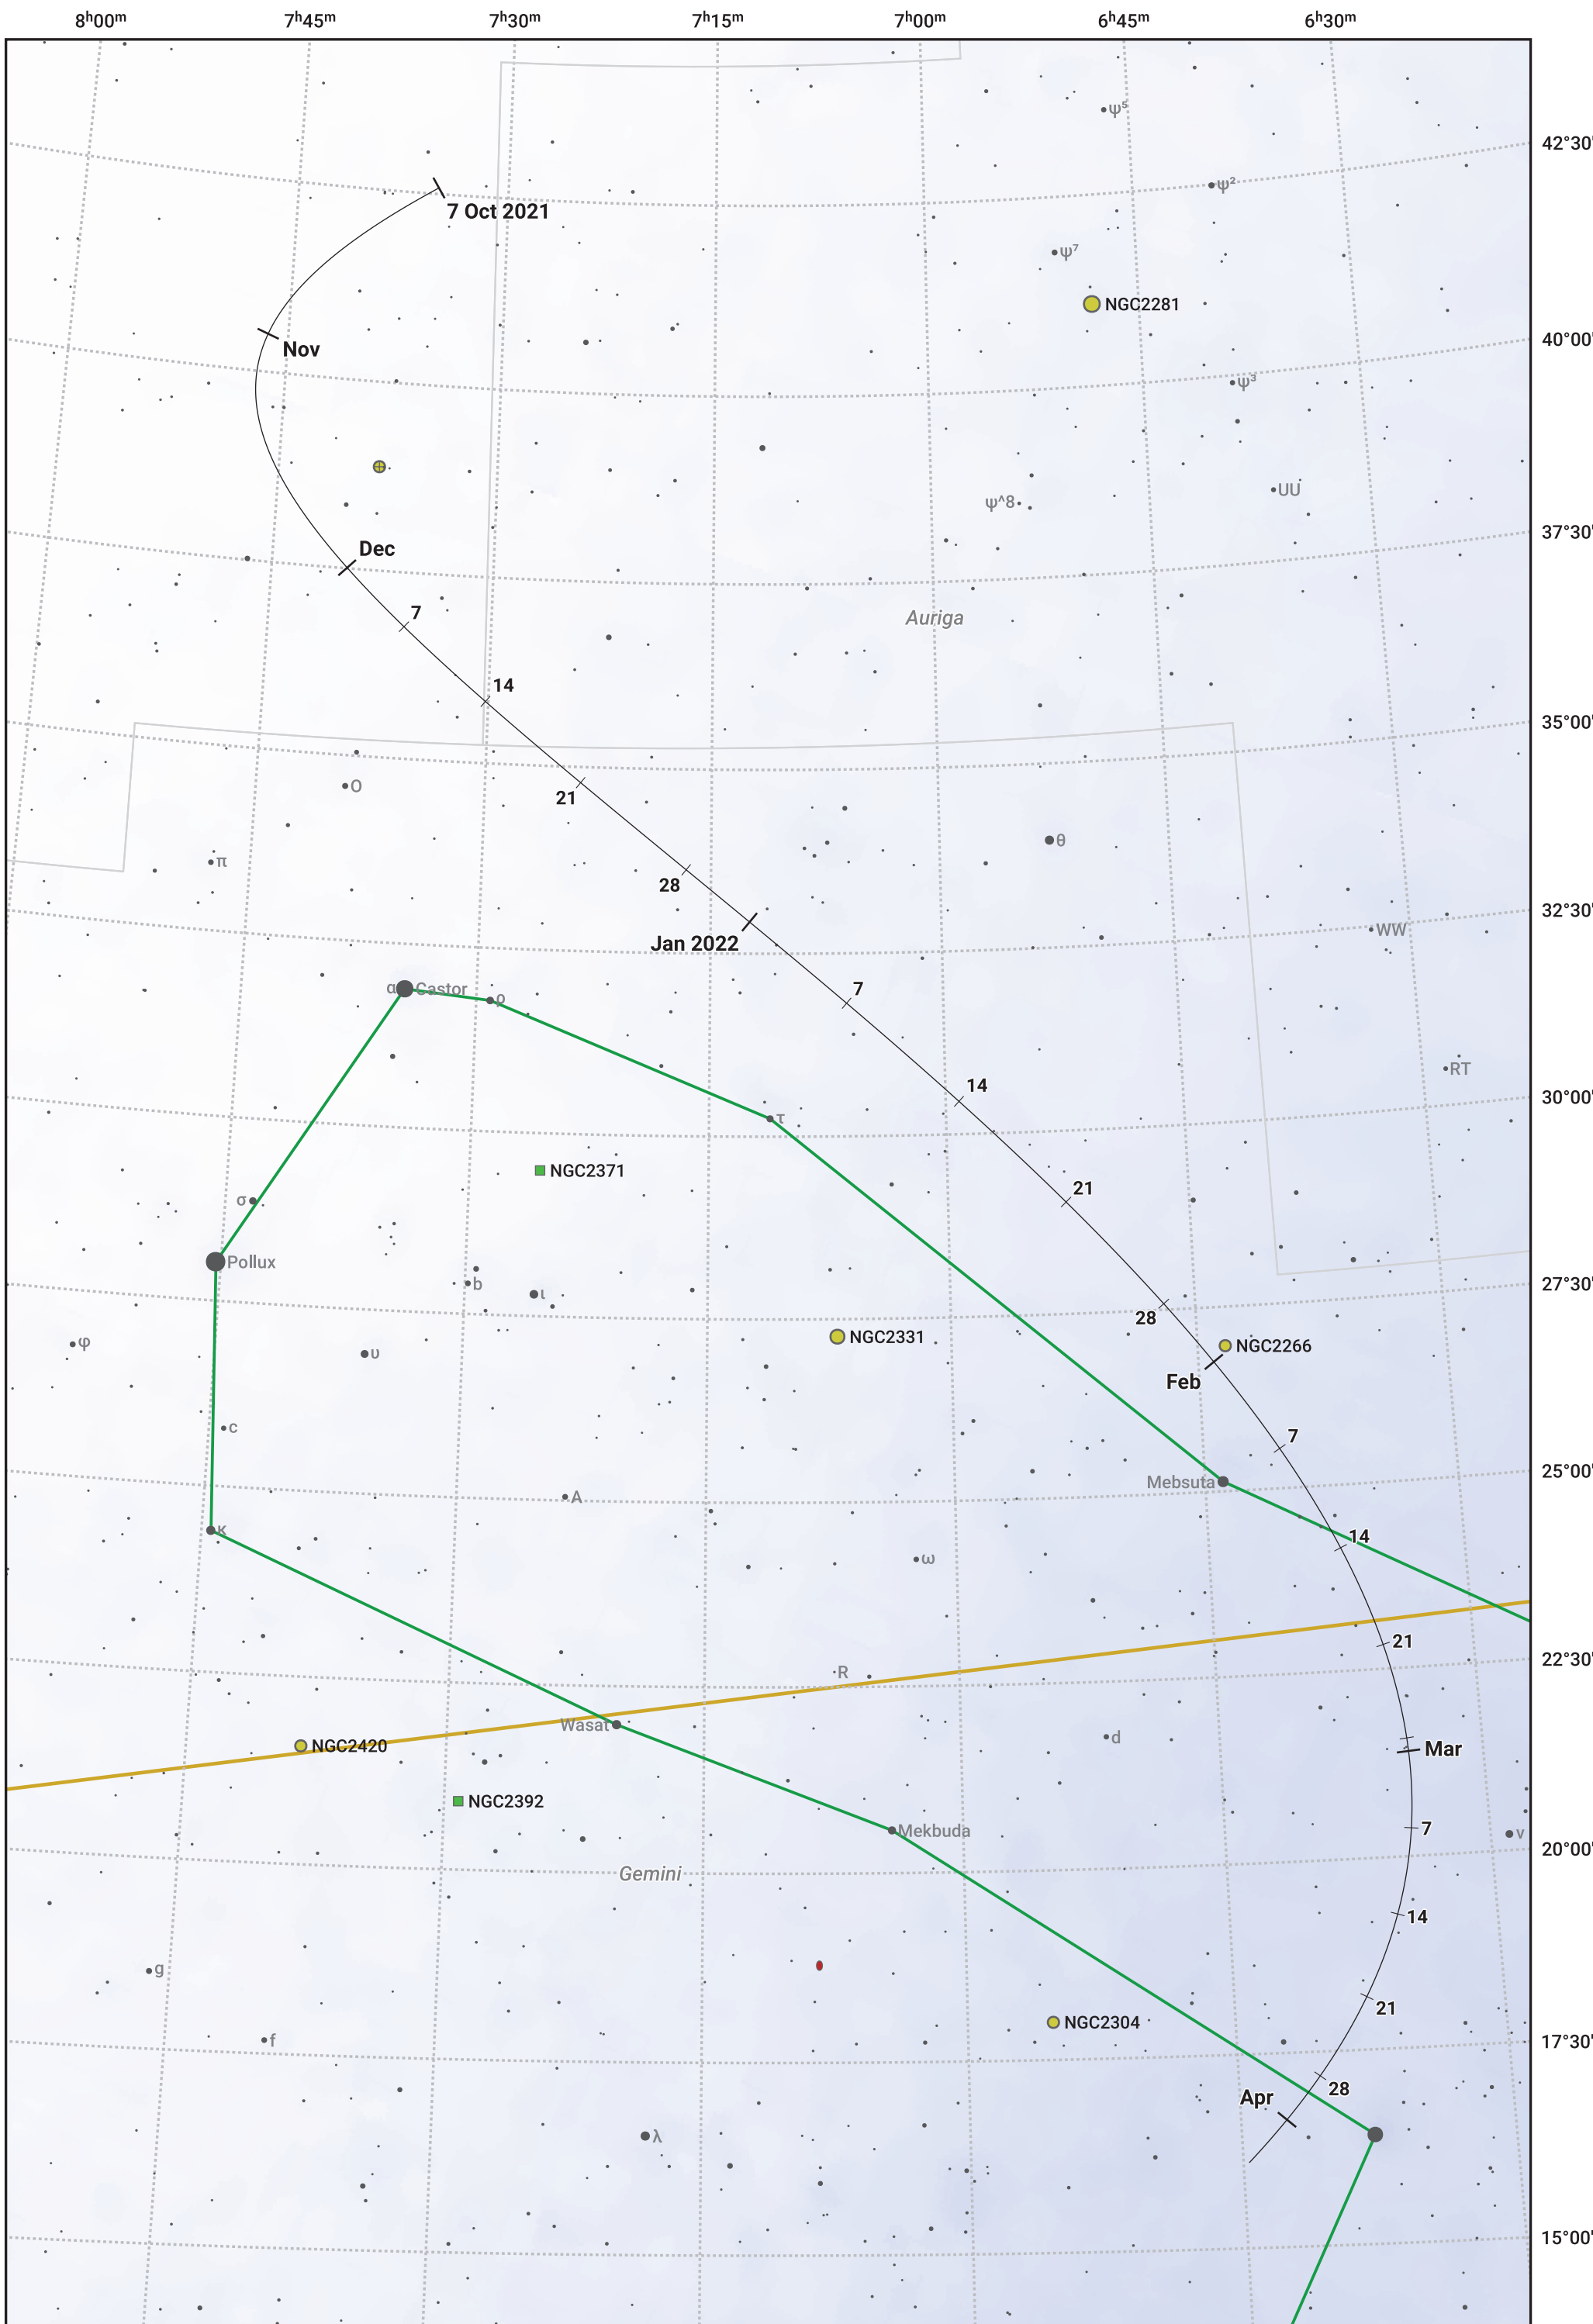 8ʰ00ᵐ 7ʰ45ᵐ 7ʰ30ᵐ 7ʰ15ᵐ 7ʰ00ᵐ 6ʰ45ᵐ 6ʰ30ᵐ
ψ⁵
42°30'
ψ²
7 Oct 2021
ψ⁷
NGC2281
40°00'
Nov
ψ³
UU
ψ^8
37°30'
Dec
7
Auriga
14
35°00'
O
21
θ
π
28
32°30'
WW
Jan 2022
α Castor
7
ρ
RT
14
30°00'
τ
NGC2371
21
σ
Pollux
b
27°30'
ι
28
NGC2331
φ
υ
NGC2266
Feb
c
7
25°00'
Mebsuta
A
κ
14
ω
21
22°30'
R
Wasat
d
NGC2420
Mar
NGC2392
7
Mekbuda
ν
20°00'
Gemini
14
g
21
NGC2304
f
17°30'
28
Apr
λ
15°00'